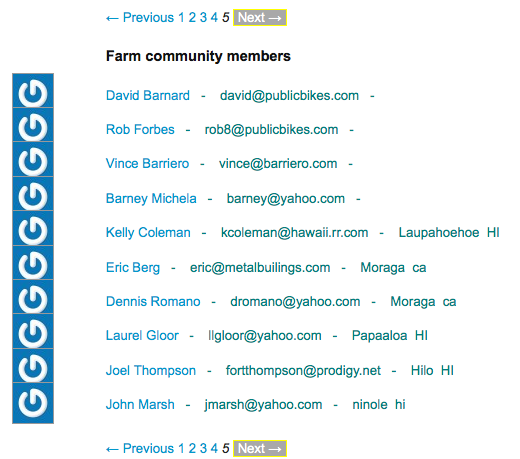 ← Previous 1 2 3 4 5 Next →
Farm community members
David Barnard - david@publicbikes.com -
Rob Forbes - rob8@publicbikes.com -
Vince Barriero - vince@barriero.com -
Barney Michela - barney@yahoo.com -
Kelly Coleman - kcoleman@hawaii.rr.com - Laupahoehoe HI
Eric Berg - eric@metalbuilings.com - Moraga ca
Dennis Romano - dromano@yahoo.com - Moraga ca
Laurel Gloor - llgloor@yahoo.com - Papaaloa HI
Joel Thompson - fortthompson@prodigy.net - Hilo HI
John Marsh - jmarsh@yahoo.com - ninole hi
← Previous 1 2 3 4 5 Next →